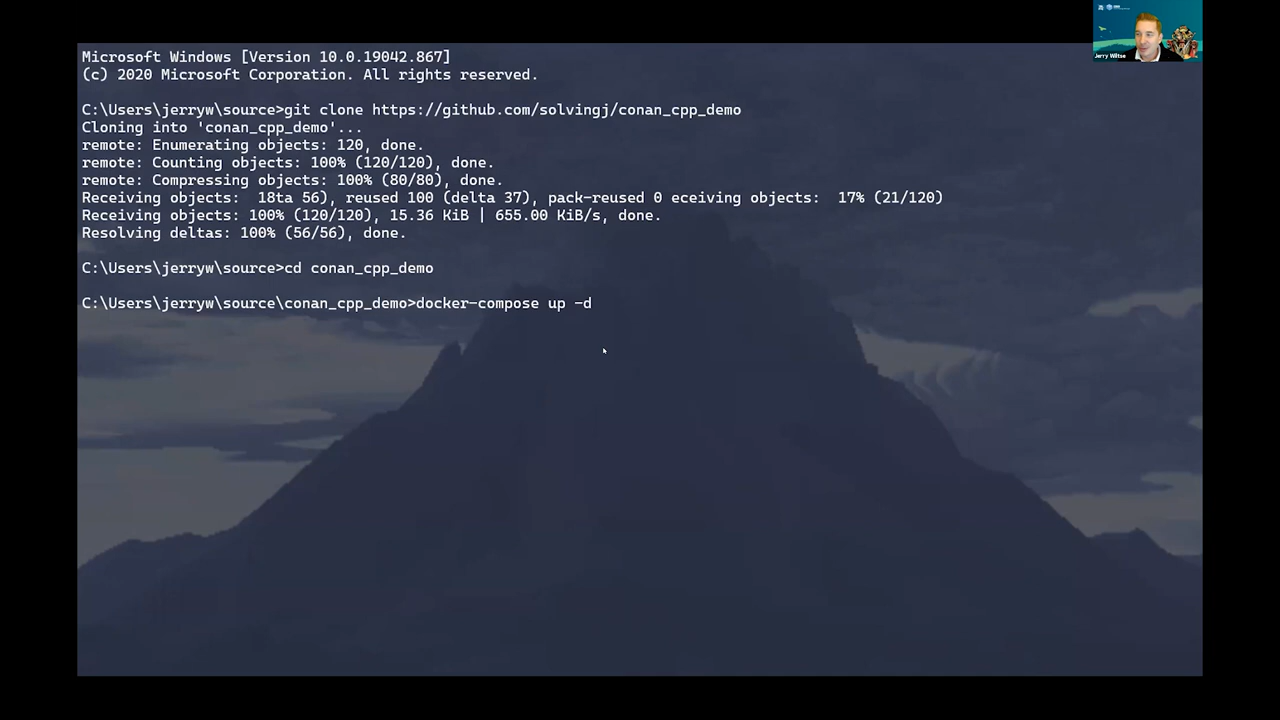 Microsoft Windows [Version 10.0.19042.867]
(c) 2020 Microsoft Corporation. All rights reserved.
C:\Users\jerryw\source>git clone https://github.com/solvingj/conan_cpp_demo
Cloning into 'conan_cpp_demo'...
remote: Enumerating objects: 120, done.
remote: Counting objects: 100% (120/120), done.
remote: Compressing objects: 100% (80/80), done.
Receiving objects:  18ta 56), reused 100 (delta 37), pack-reused 0 eceiving objects:  17% (21/120)
Receiving objects: 100% (120/120), 15.36 KiB | 655.00 KiB/s, done.
Resolving deltas: 100% (56/56), done.
C:\Users\jerryw\source>cd conan_cpp_demo
C:\Users\jerryw\source\conan_cpp_demo>docker-compose up -d
Jerry Wiltse